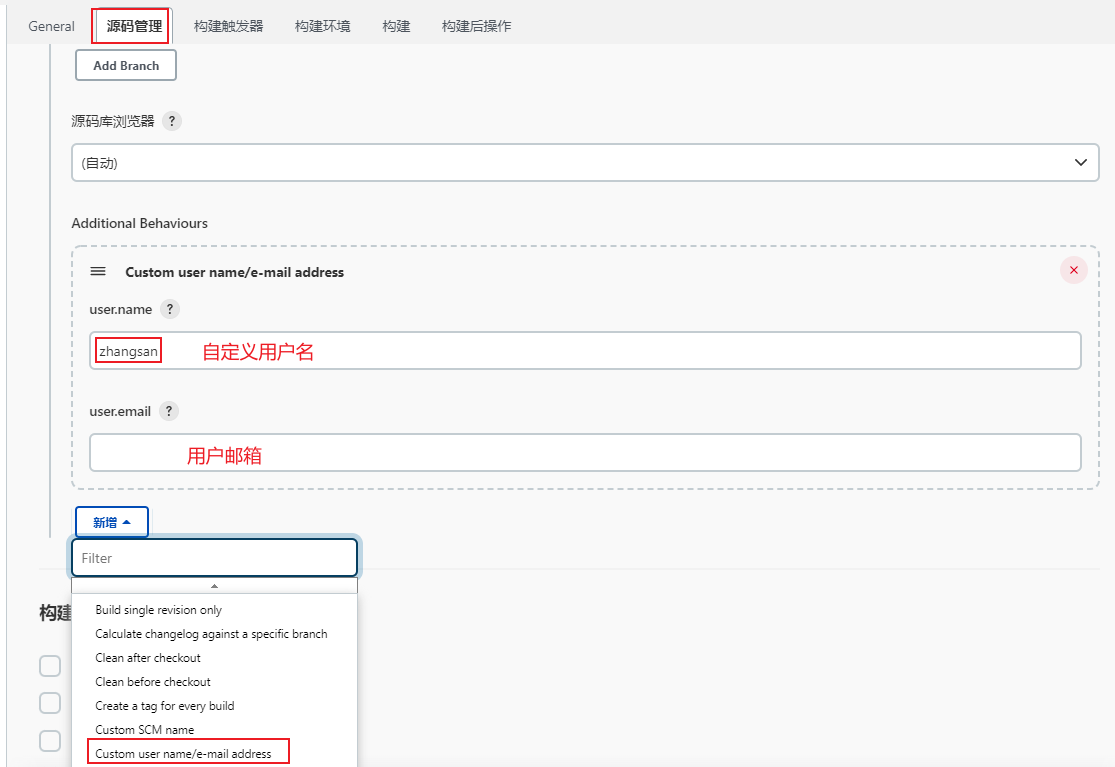 General 源码管理 构建触发器 构建环境 构建 构建后操作
Add Branch
源码库浏览器 ?
(自动)
Additional Behaviours
Custom user name/e-mail address
user.name ?
zhangsan 自定义用户名
user.email ?
用户邮箱
新增
Filter
构建
Build single revision only
Calculate changelog against a specific branch
Clean after checkout
Clean before checkout
Create a tag for every build
Custom SCM name
Custom user name/e-mail address